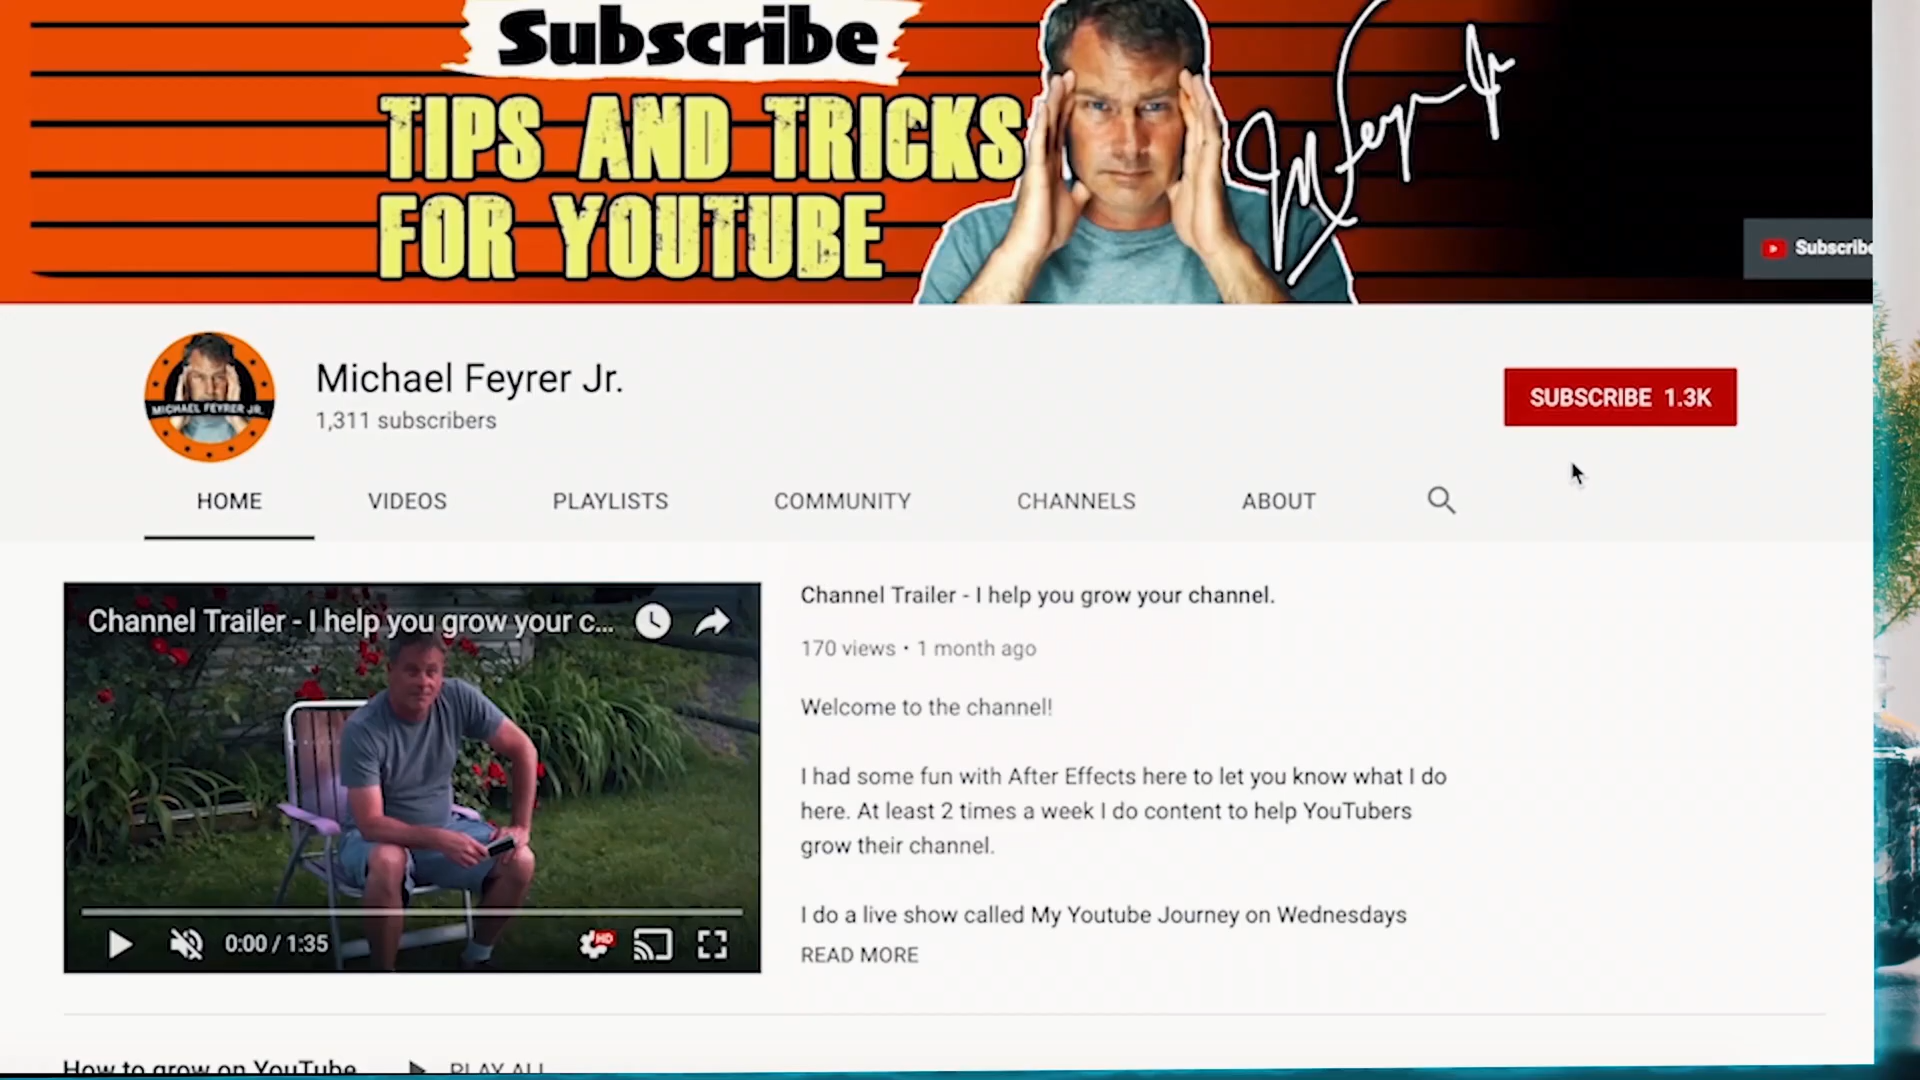 Subscribe
TIPS AND TRICKS
FOR YOUTUBE
MFeyrer Jr
Subscribe
Michael Feyrer Jr.
1,311 subscribers
MICHAEL FEYRER JR.
SUBSCRIBE 1.3K
HOME VIDEOS PLAYLISTS COMMUNITY CHANNELS ABOUT
Channel Trailer - I help you grow your c...
0:00 / 1:35
HD
Channel Trailer - I help you grow your channel.
170 views • 1 month ago
Welcome to the channel!
I had some fun with After Effects here to let you know what I do
here. At least 2 times a week I do content to help YouTubers
grow their channel.
I do a live show called My Youtube Journey on Wednesdays
READ MORE
How to grow on YouTube PLAY ALL